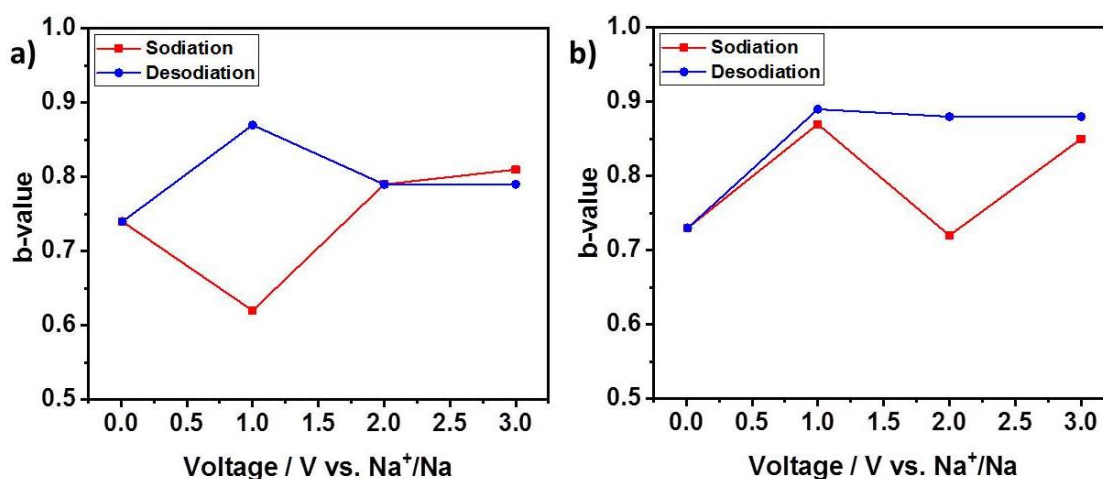 a)
Sodiation
Desodiation
1.0
0.9
0.8
0.7
0.6
0.5
b-value
0.0 0.5 1.0 1.5 2.0 2.5 3.0
Voltage / V vs. Na⁺/Na
b)
Sodiation
Desodiation
1.0
0.9
0.8
0.7
0.6
0.5
b-value
0.0 0.5 1.0 1.5 2.0 2.5 3.0
Voltage / V vs. Na⁺/Na